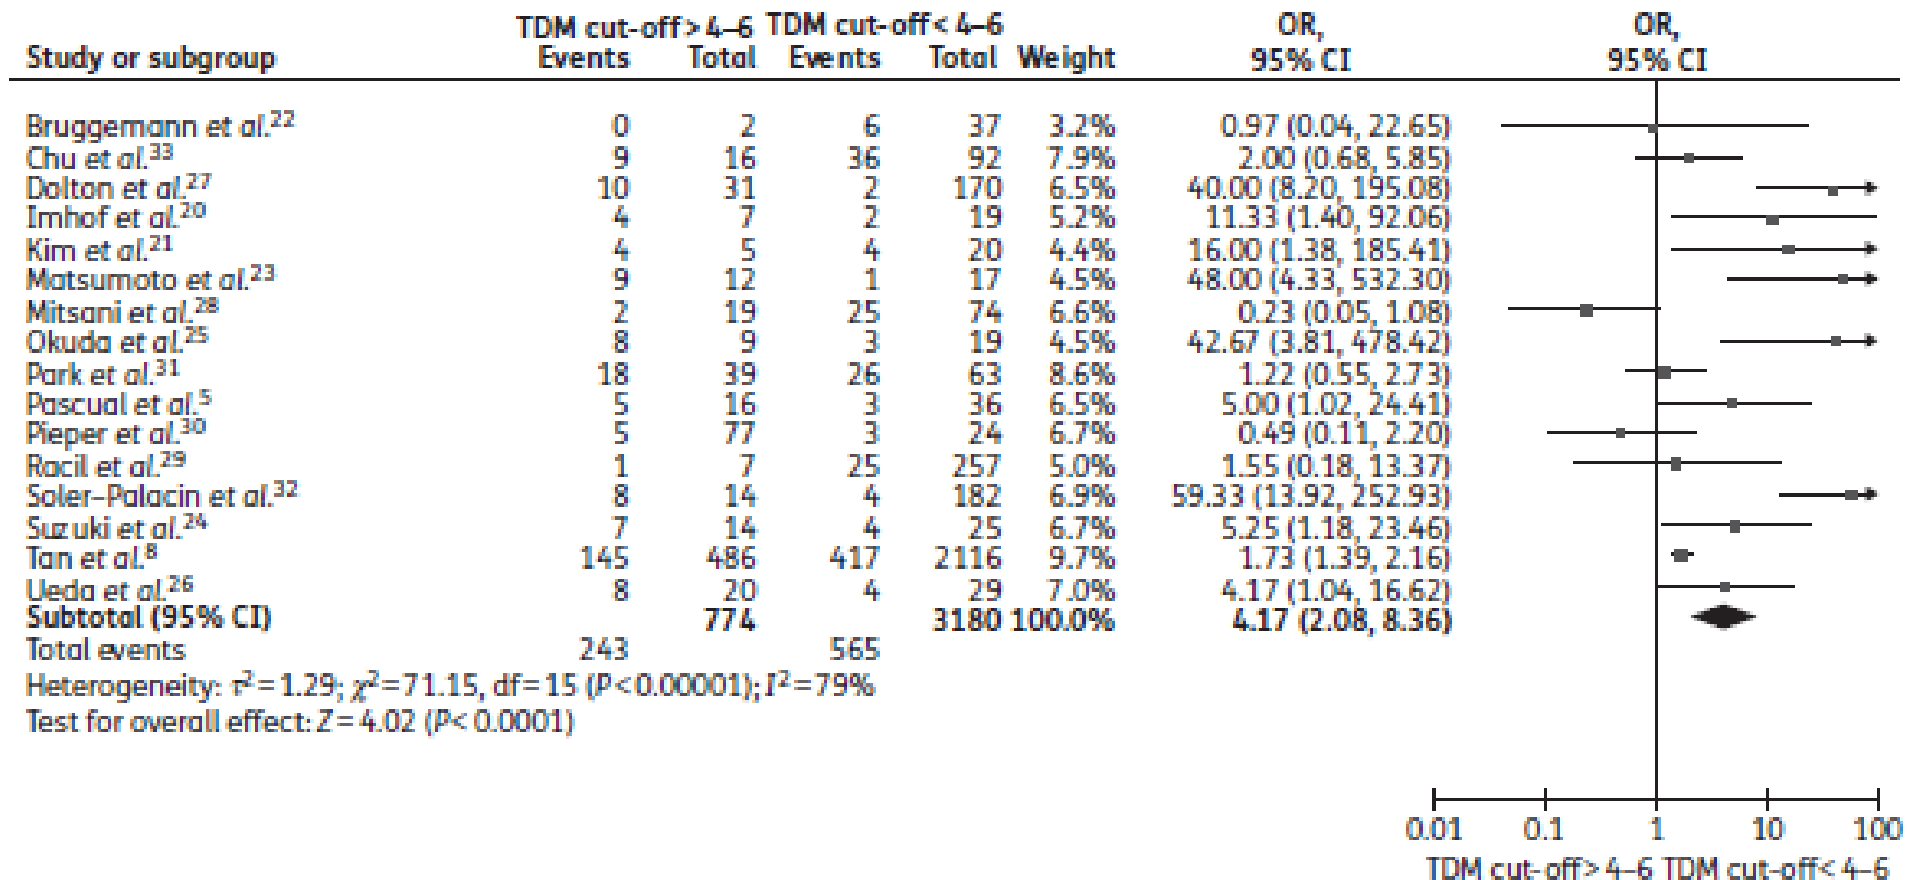 TDM cut-off>4–6 TDM cut-off<4–6 OR, OR,
Study or subgroup Events Total Events Total Weight 95% CI 95% CI
Bruggemann et al.22 0 2 6 37 3.2% 0.97 (0.04, 22.65)
Chu et al.33 9 16 36 92 7.9% 2.00 (0.68, 5.85)
Dolton et al.27 10 31 2 170 6.5% 40.00 (8.20, 195.08)
Imhof et al.20 4 7 2 19 5.2% 11.33 (1.40, 92.06)
Kim et al.21 4 5 4 20 4.4% 16.00 (1.38, 185.41)
Matsumoto et al.23 9 12 1 17 4.5% 48.00 (4.33, 532.30)
Mitsani et al.28 2 19 25 74 6.6% 0.23 (0.05, 1.08)
Okuda et al.25 8 9 3 19 4.5% 42.67 (3.81, 478.42)
Park et al.31 18 39 26 63 8.6% 1.22 (0.55, 2.73)
Pascual et al.5 5 16 3 36 6.5% 5.00 (1.02, 24.41)
Pieper et al.30 5 77 3 24 6.7% 0.49 (0.11, 2.20)
Racil et al.29 1 7 25 257 5.0% 1.55 (0.18, 13.37)
Soler–Palacin et al.32 8 14 4 182 6.9% 59.33 (13.92, 252.93)
Suzuki et al.24 7 14 4 25 6.7% 5.25 (1.18, 23.46)
Tan et al.8 145 486 417 2116 9.7% 1.73 (1.39, 2.16)
Ueda et al.26 8 20 4 29 7.0% 4.17 (1.04, 16.62)
Subtotal (95% CI) 774 3180 100.0% 4.17 (2.08, 8.36)
Total events 243 565
Heterogeneity: τ2=1.29; χ2=71.15, df=15 (P<0.00001); I2=79%
Test for overall effect: Z=4.02 (P<0.0001)
0.01 0.1 1 10 100
TDM cut-off>4–6 TDM cut-off<4–6